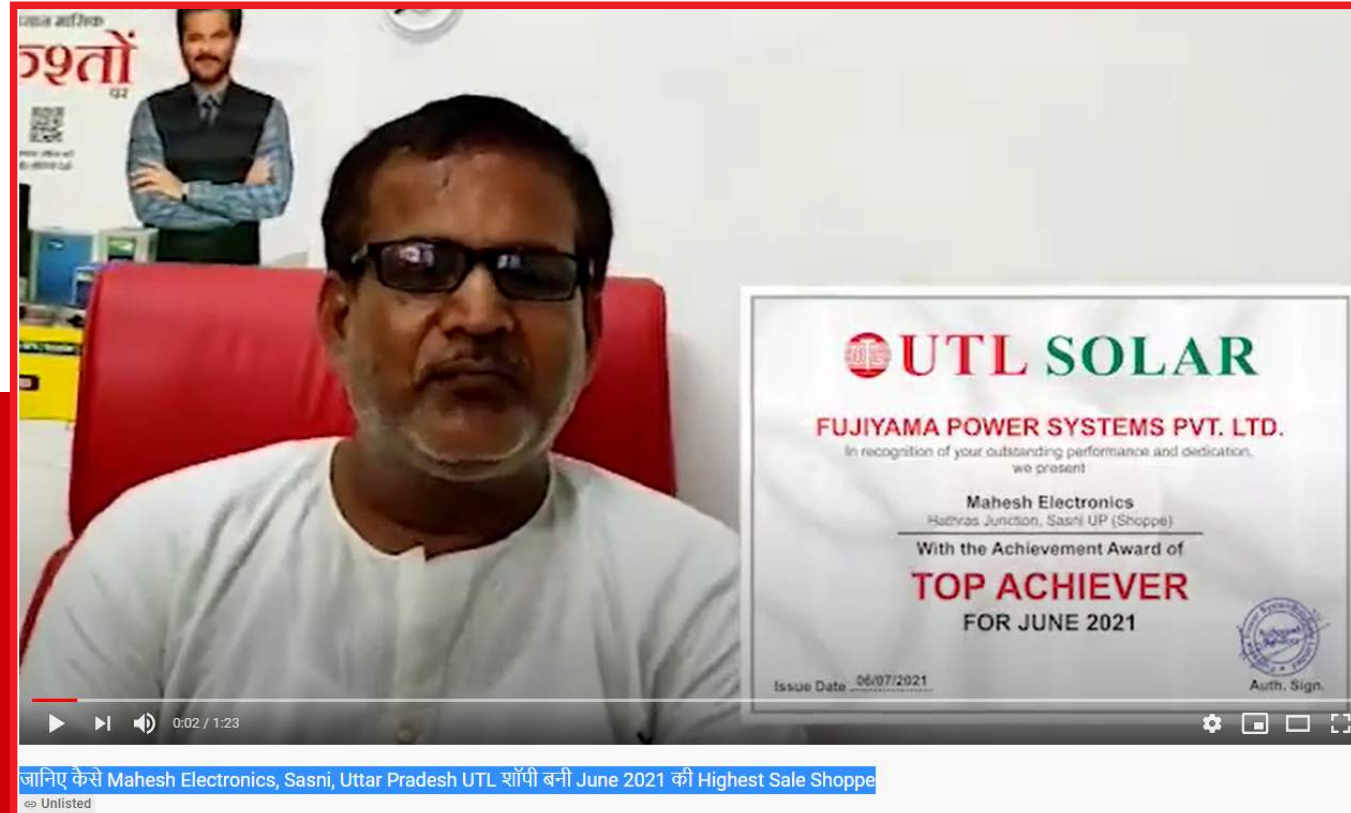 मासिक
किश्तों
पर
UTL SOLAR
FUJIYAMA POWER SYSTEMS PVT. LTD.
In recognition of your outstanding performance and dedication,
we present
Mahesh Electronics
Hathras Junction, Sasni UP (Shoppe)
With the Achievement Award of
TOP ACHIEVER
FOR JUNE 2021
Issue Date 06/07/2021
Auth. Sign.
0:02 / 1:23
जानिए कैसे Mahesh Electronics, Sasni, Uttar Pradesh UTL शॉपी बनी June 2021 की Highest Sale Shoppe
Unlisted